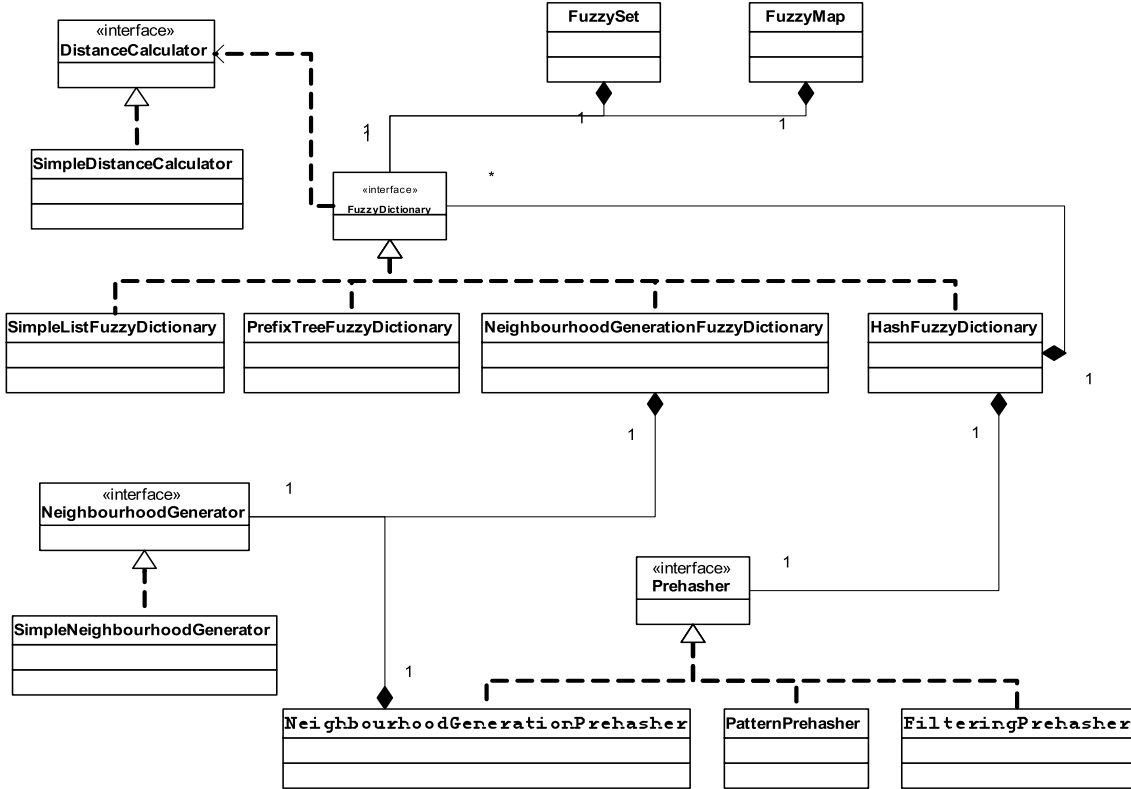 FuzzySet
FuzzyMap
«interface»
DistanceCalculator
1
1
1
1
SimpleDistanceCalculator
*
«interface»
FuzzyDictionary
SimpleListFuzzyDictionary
PrefixTreeFuzzyDictionary
NeighbourhoodGenerationFuzzyDictionary
HashFuzzyDictionary
1
1
1
1
«interface»
NeighbourhoodGenerator
1
«interface»
Prehasher
SimpleNeighbourhoodGenerator
1
NeighbourhoodGenerationPrehasher
PatternPrehasher
FilteringPrehasher